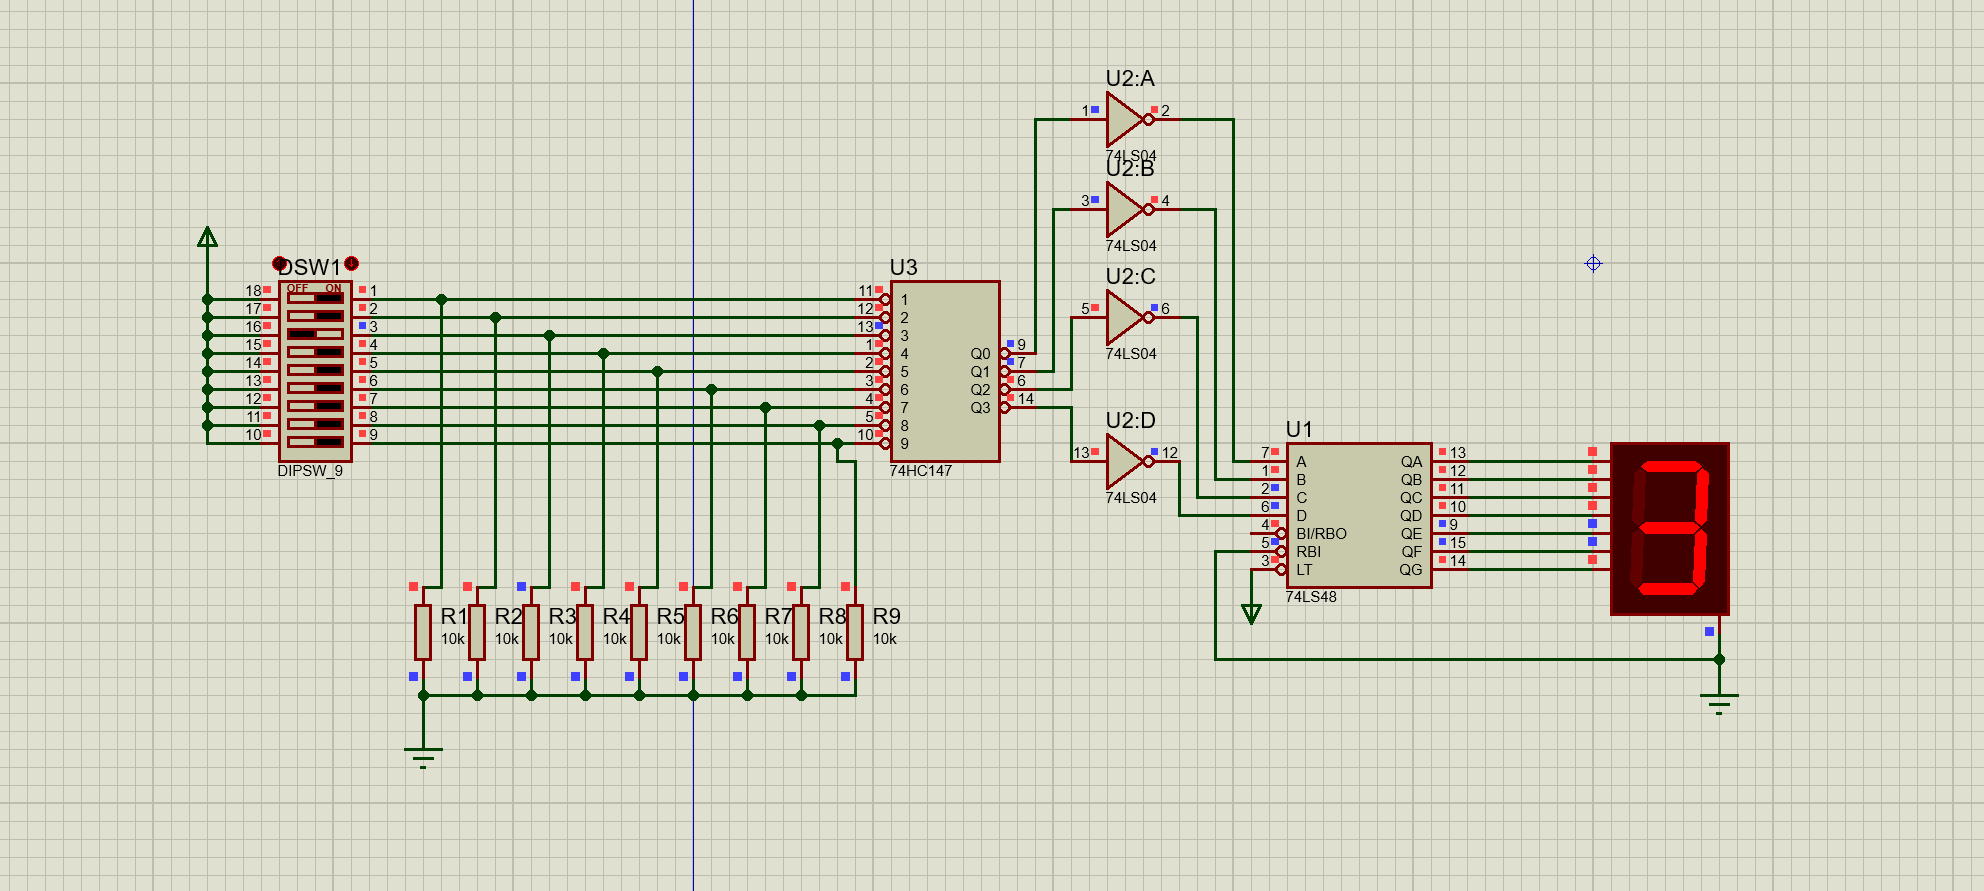 U2:A
1 2
74LS04
U2:B
3 4
74LS04
U2:C
5 6
74LS04
U2:D
13 12
74LS04
DSW1
OFF ON
18 1
17 2
16 3
15 4
14 5
13 6
12 7
11 8
10 9
DIPSW_9
U3
11 1
12 2
13 3
1 4 Q0 9
2 5 Q1 7
3 6 Q2 6
4 7 Q3 14
5 8
10 9
74HC147
U1
7 A QA 13
1 B QB 12
2 C QC 11
6 D QD 10
4 BI/RBO QE 9
5 RBI QF 15
3 LT QG 14
74LS48
3
R1 R2 R3 R4 R5 R6 R7 R8 R9
10k 10k 10k 10k 10k 10k 10k 10k 10k